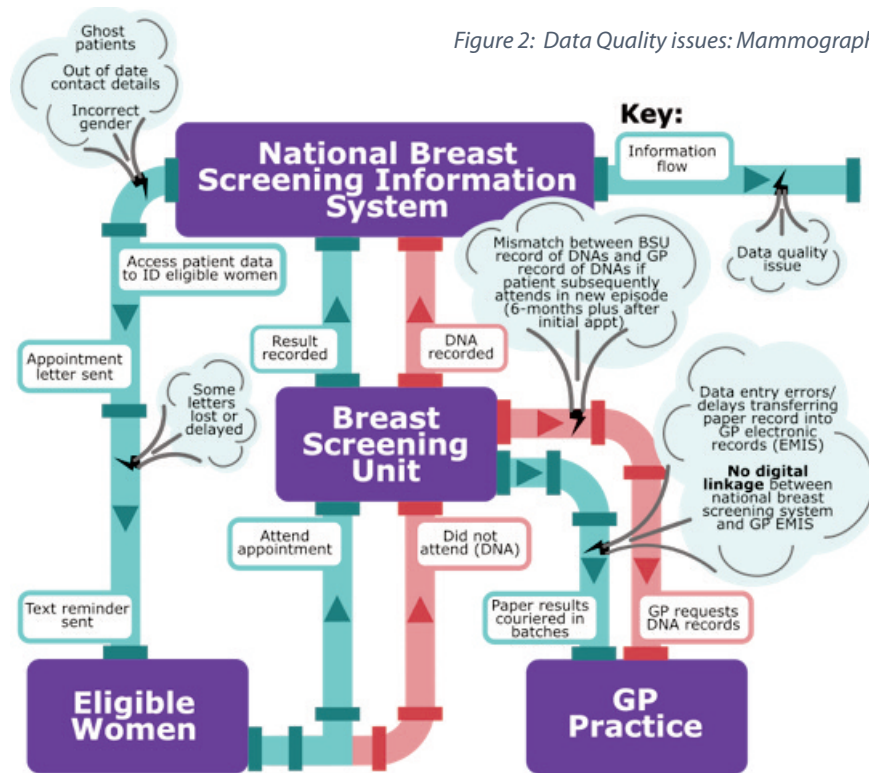 Figure 2:  Data Quality issues: Mammograph
Ghost
patients
Out of date
contact details
Incorrect
gender
Key:
Information
flow
Data quality
issue
National Breast
Screening Information
System
Access patient data
to ID eligible women
Mismatch between BSU
record of DNAs and GP
record of DNAs if
patient subsequently
attends in new episode
(6-months plus after
initial appt)
Result
recorded
DNA
recorded
Appointment
letter sent
Some
letters
lost or
delayed
Breast
Screening
Unit
Data entry errors/
delays transferring
paper record into
GP electronic
records (EMIS)
No digital
linkage between
national breast
screening system
and GP EMIS
Attend
appointment
Did not
attend (DNA)
Text reminder
sent
Paper results
couriered in
batches
GP requests
DNA records
Eligible
Women
GP
Practice